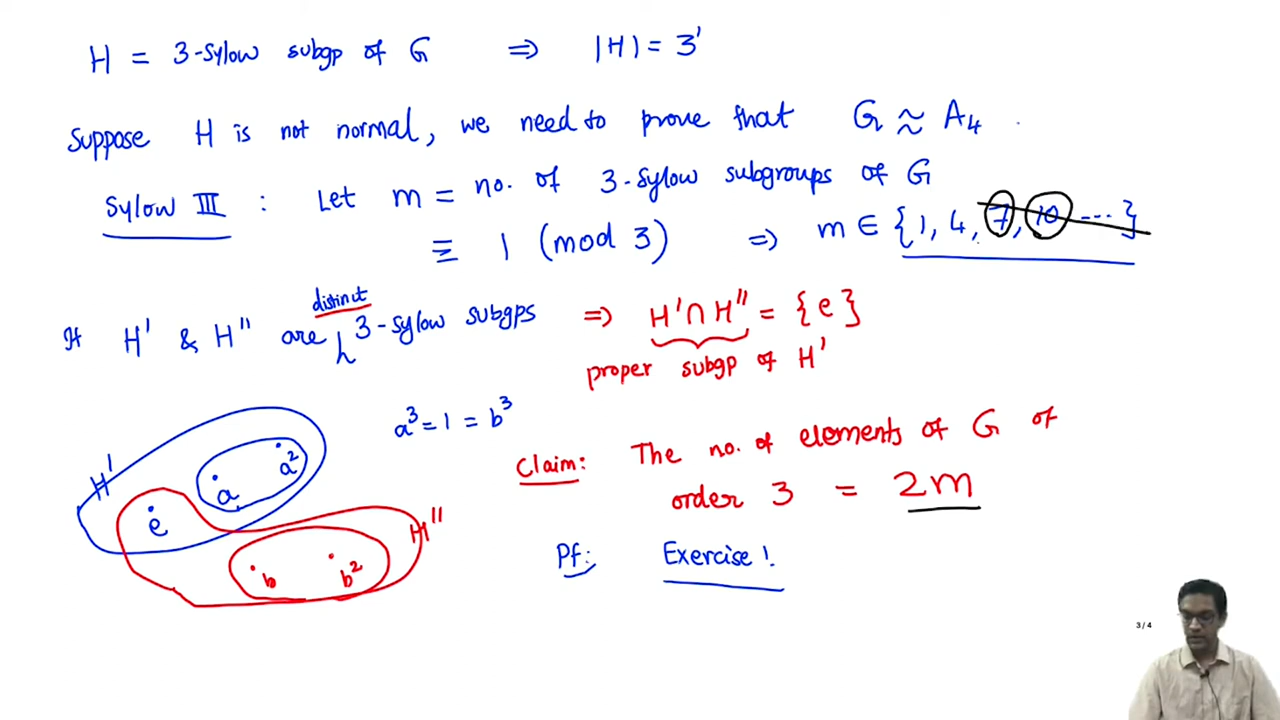 H = 3-Sylow subgp of G ⇒ |H| = 3¹
Suppose H is not normal, we need to prove that G ≈ A₄
Sylow III : Let m = no. of 3-Sylow subgroups of G
≡ 1 (mod 3) ⇒ m ∈ {1, 4, 7, 10 ...}
distinct
If H' & H" are 3-Sylow subgps ⇒ H' ∩ H" = {e}
proper subgp of H'
a³ = 1 = b³
Claim: The no. of elements of G of
order 3 = 2m
Pf: Exercise!
H'
a a²
e
H"
b b²
3 / 4